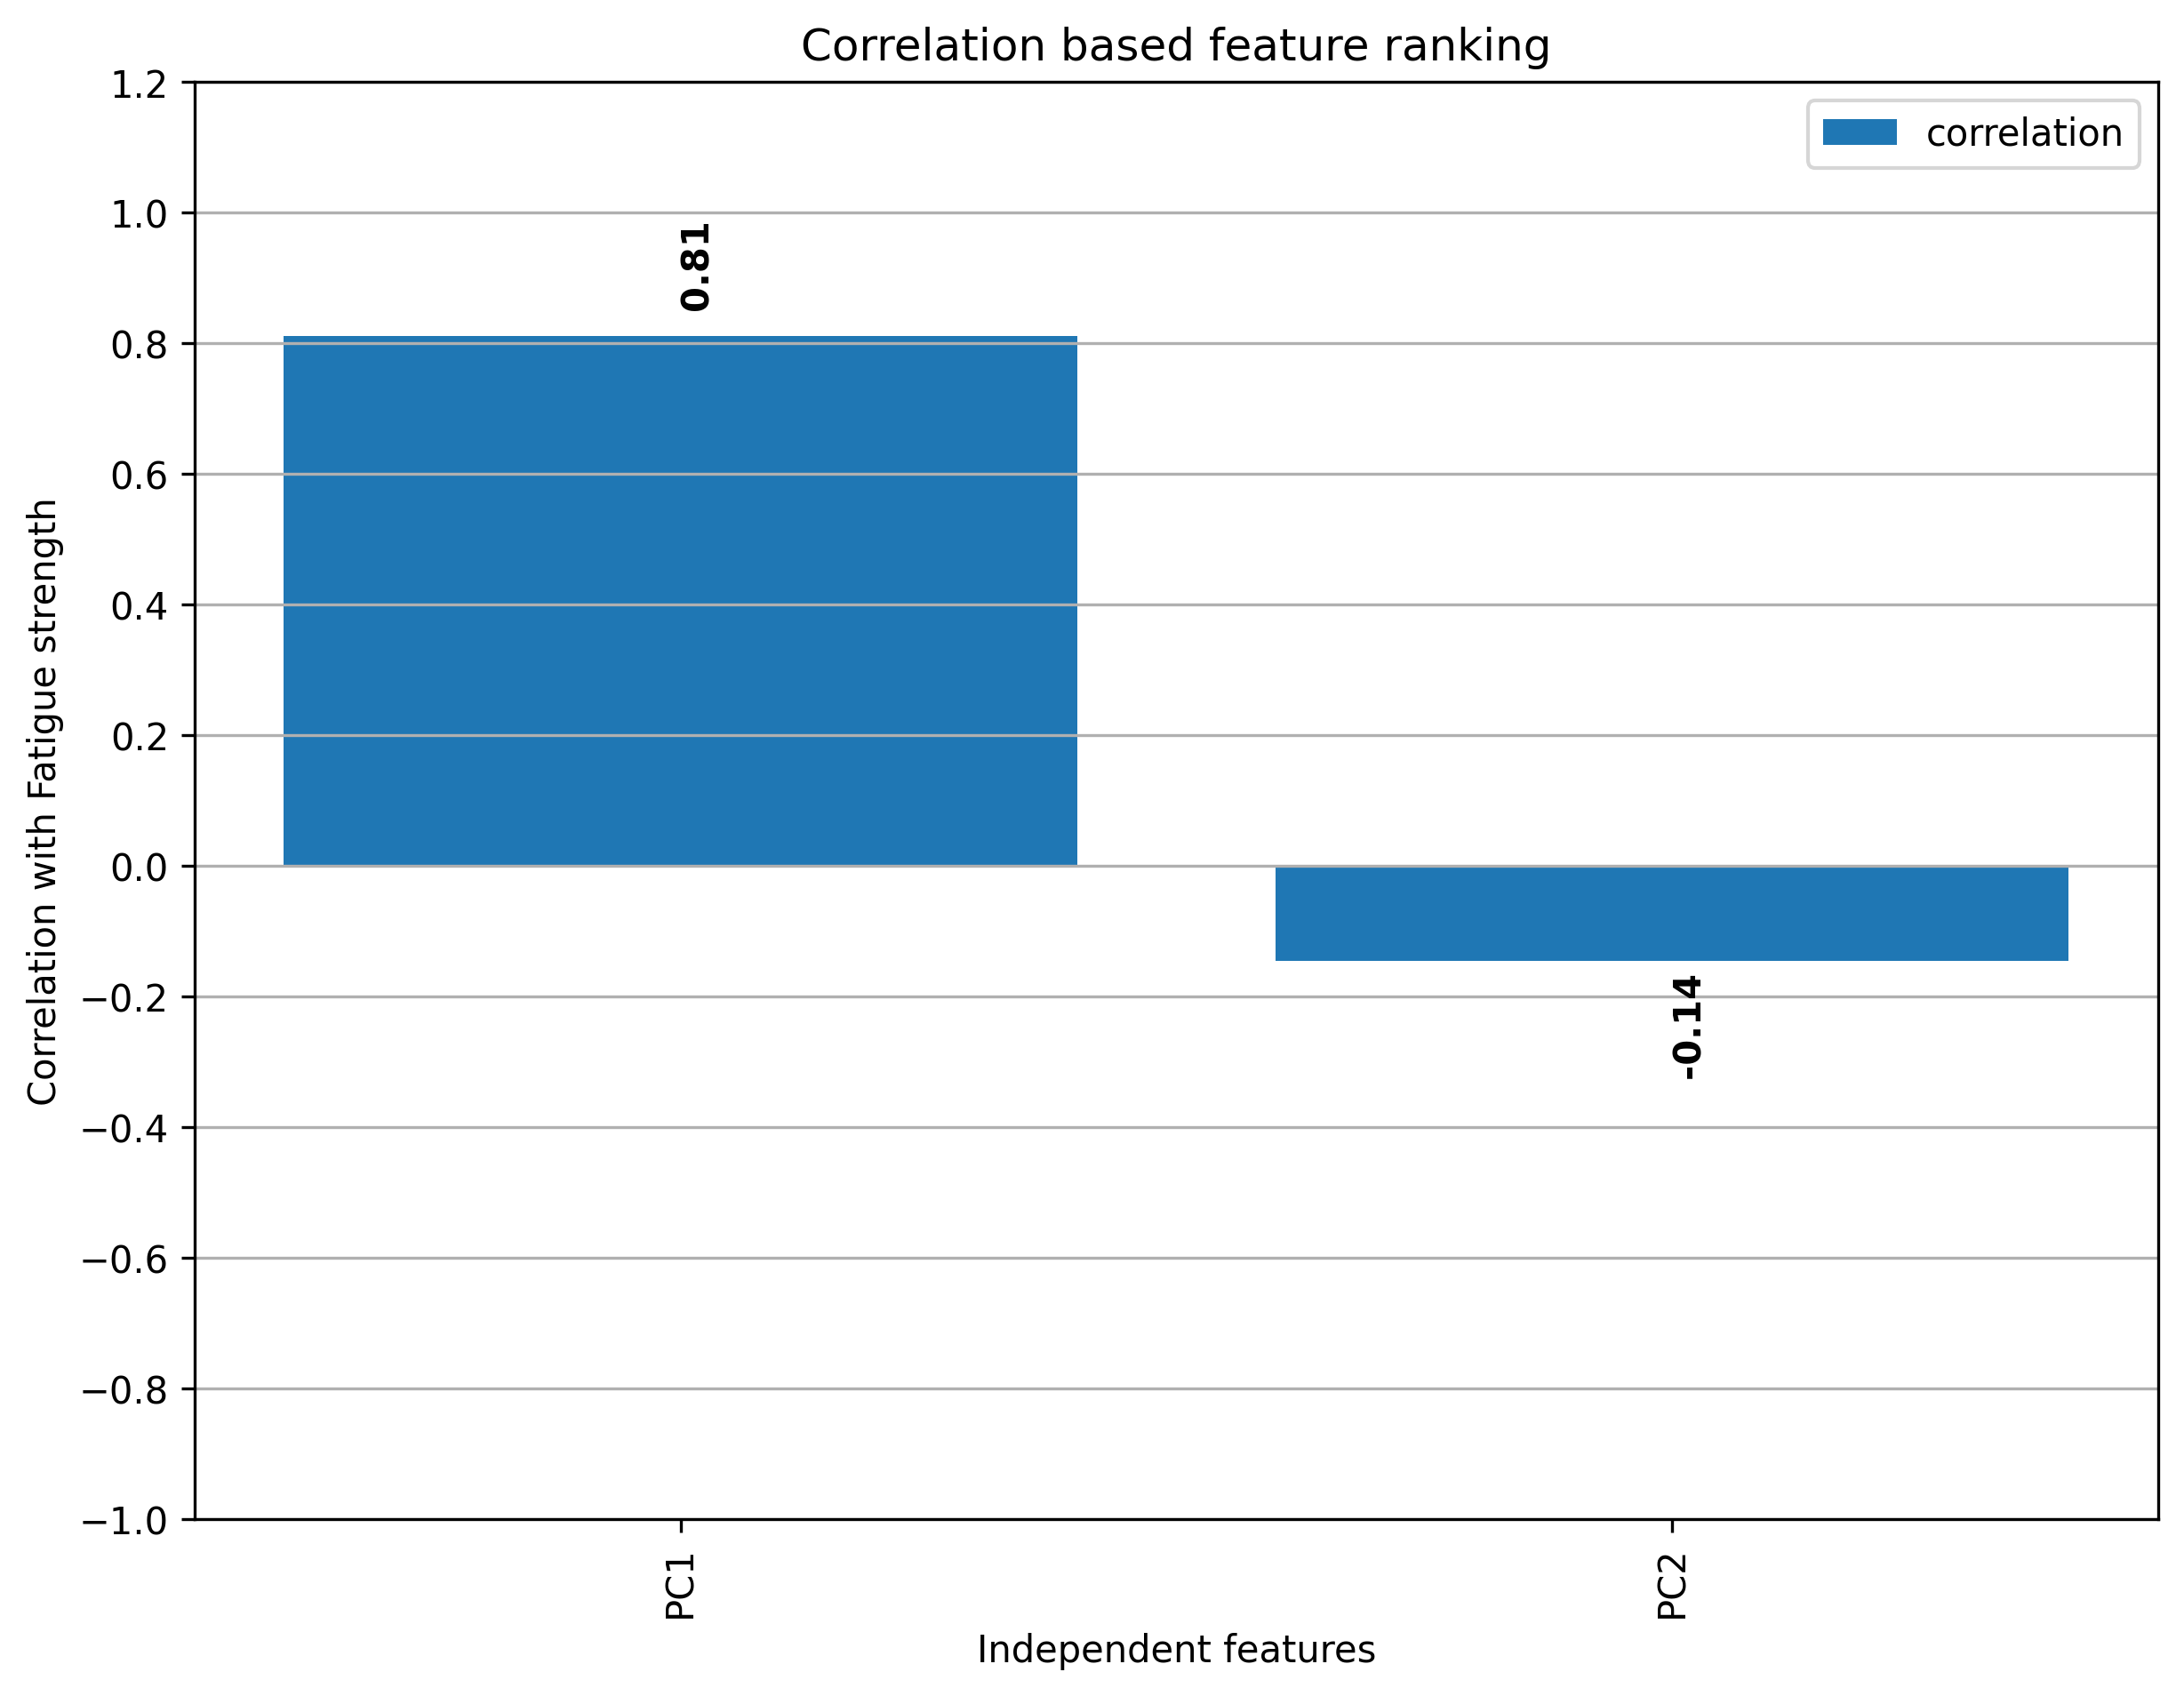 Correlation based feature ranking
correlation
1.2
1.0
0.8
0.6
0.4
0.2
0.0
−0.2
−0.4
−0.6
−0.8
−1.0
Correlation with Fatigue strength
0.81
-0.14
PC1
PC2
Independent features